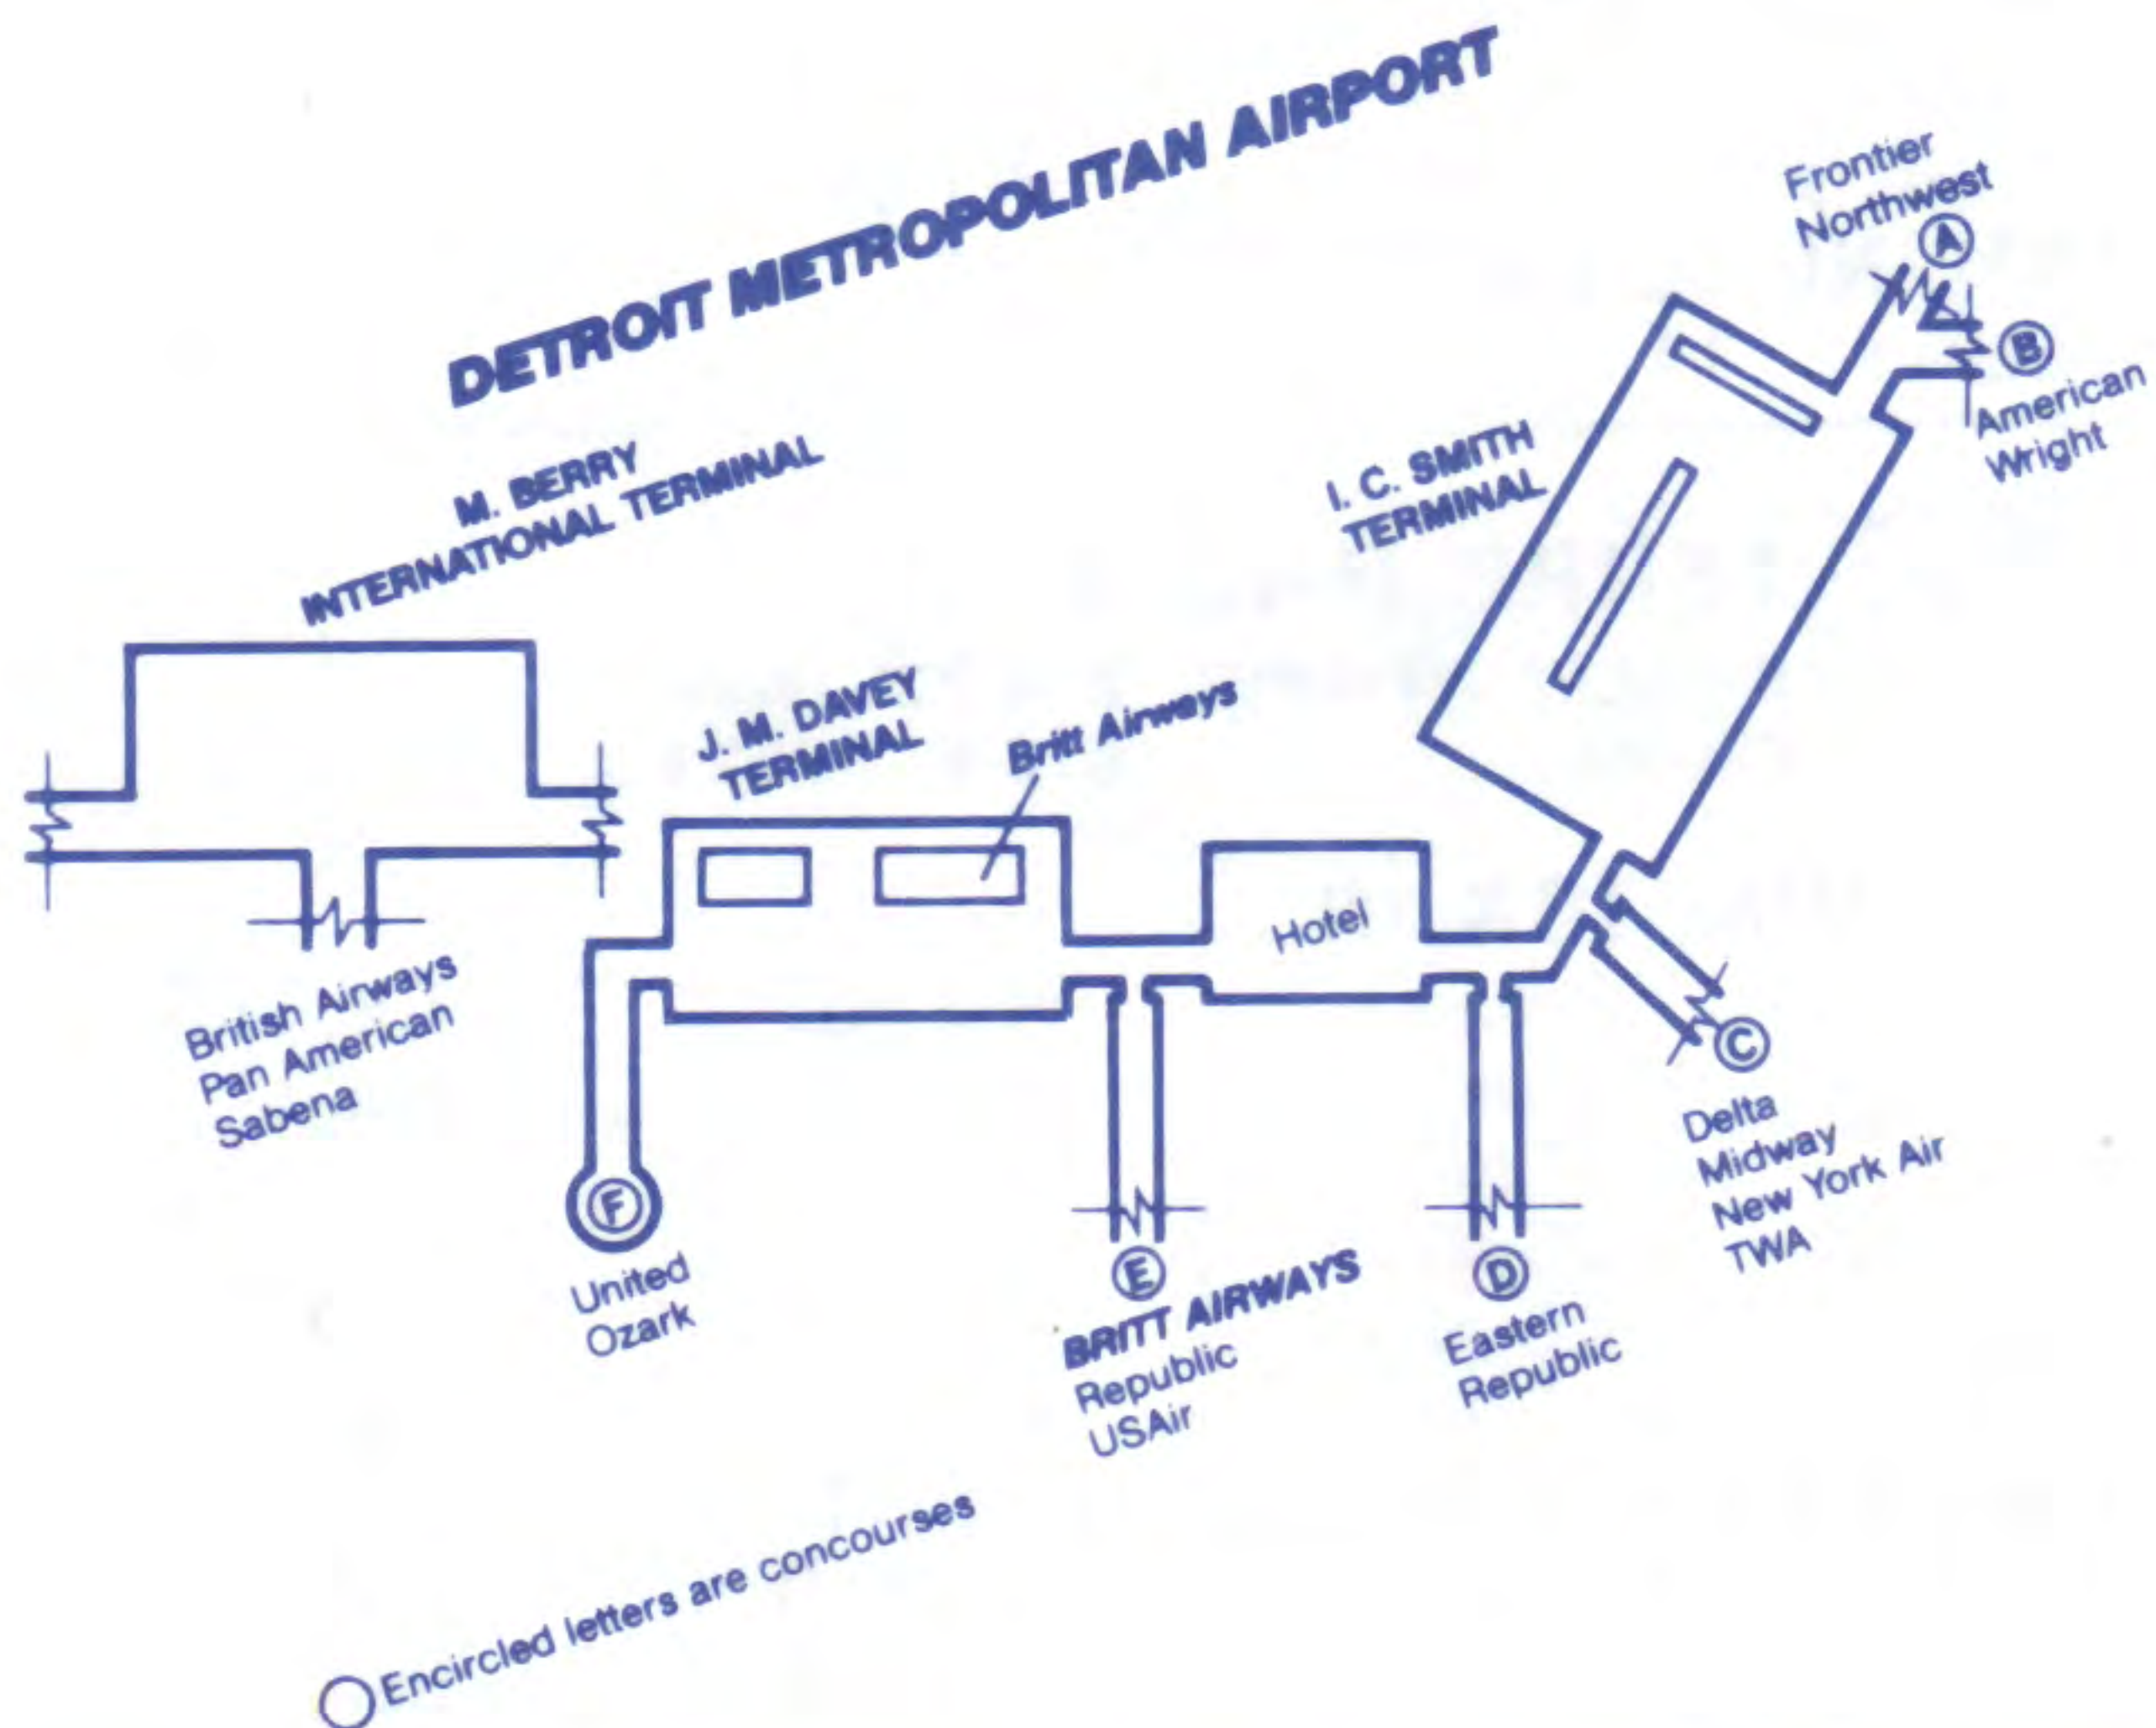 DETROIT METROPOLITAN AIRPORT
M. BERRY
INTERNATIONAL TERMINAL
I. C. SMITH
TERMINAL
Frontier
Northwest
A
B
American
Wright
J. M. DAVEY
TERMINAL
Britt Airways
Hotel
British Airways
Pan American
Sabena
C
Delta
Midway
New York Air
TWA
F
United
Ozark
E
BRITT AIRWAYS
Republic
USAir
D
Eastern
Republic
Encircled letters are concourses